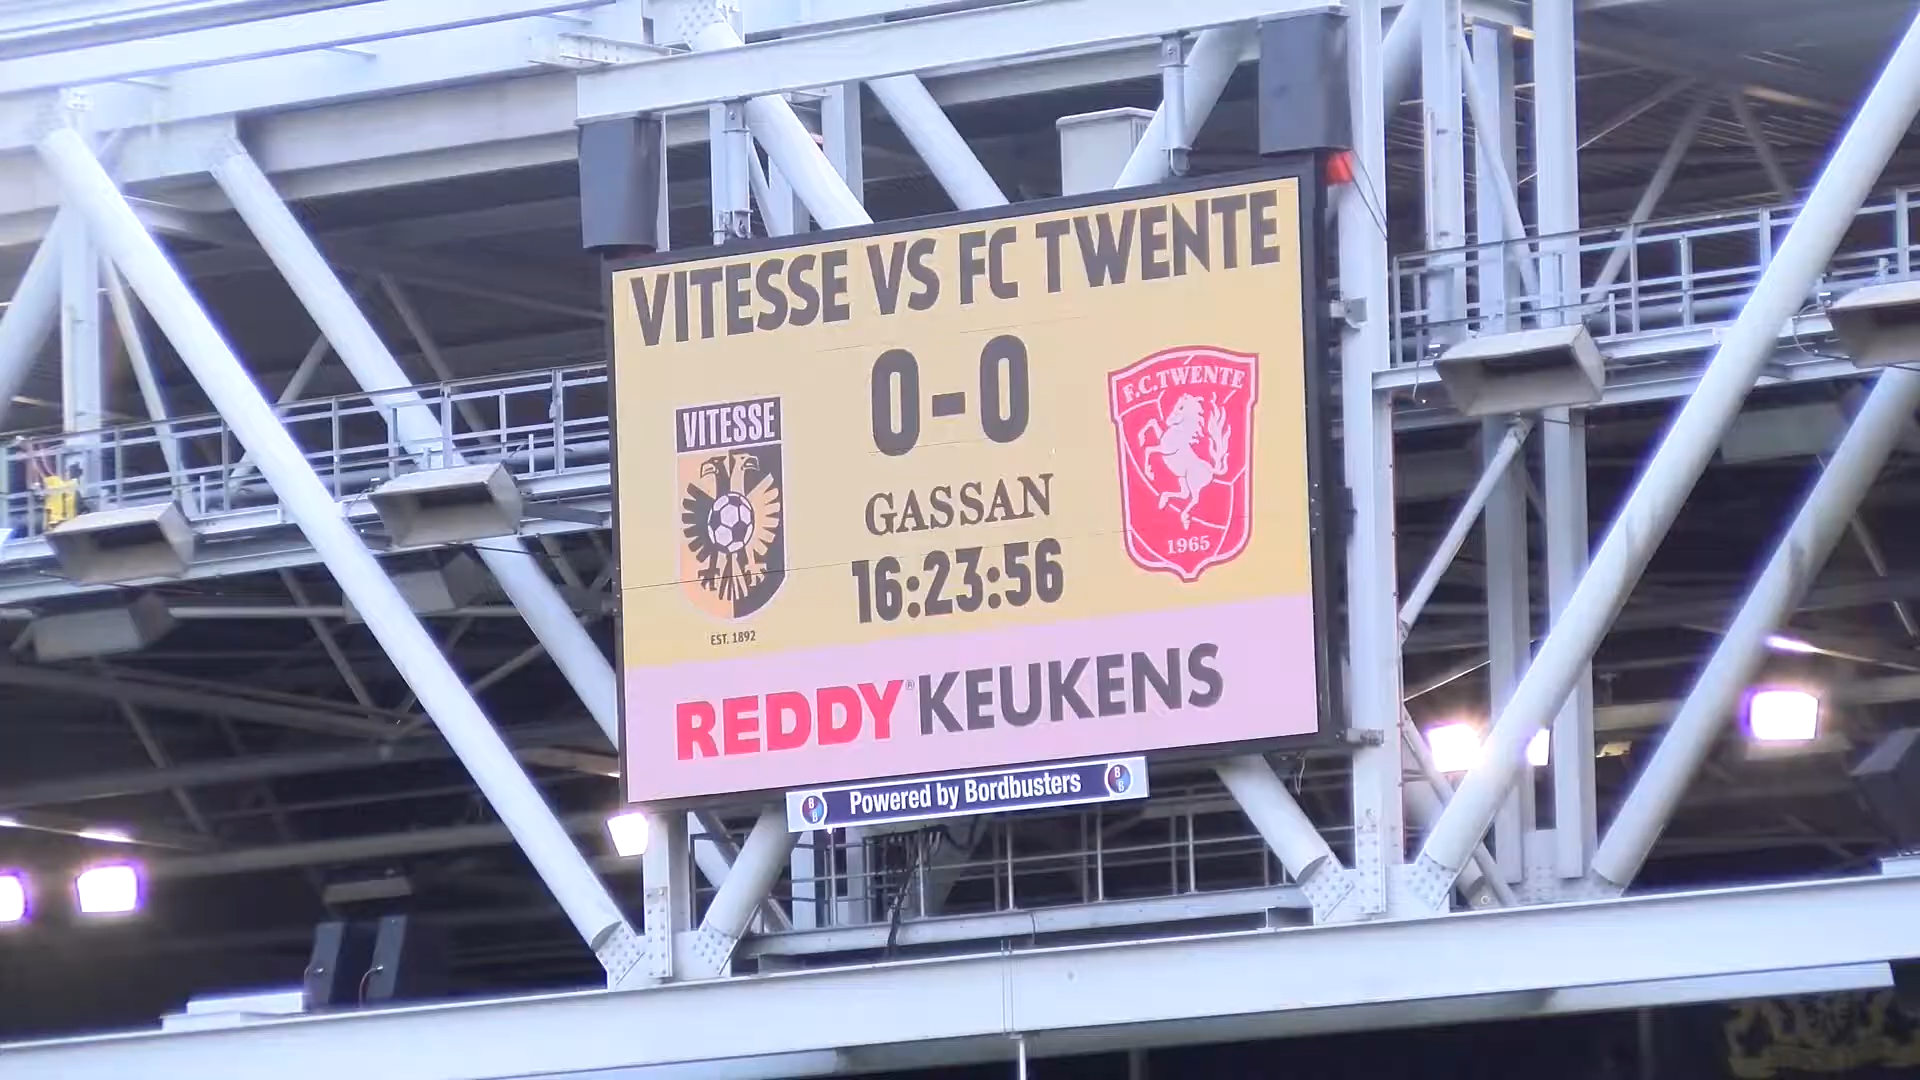 VITESSE VS FC TWENTE
0-0
VITESSE
F.C. TWENTE
1965
GASSAN
16:23:56
EST. 1892
REDDY® KEUKENS
B B Powered by Bordbusters B B